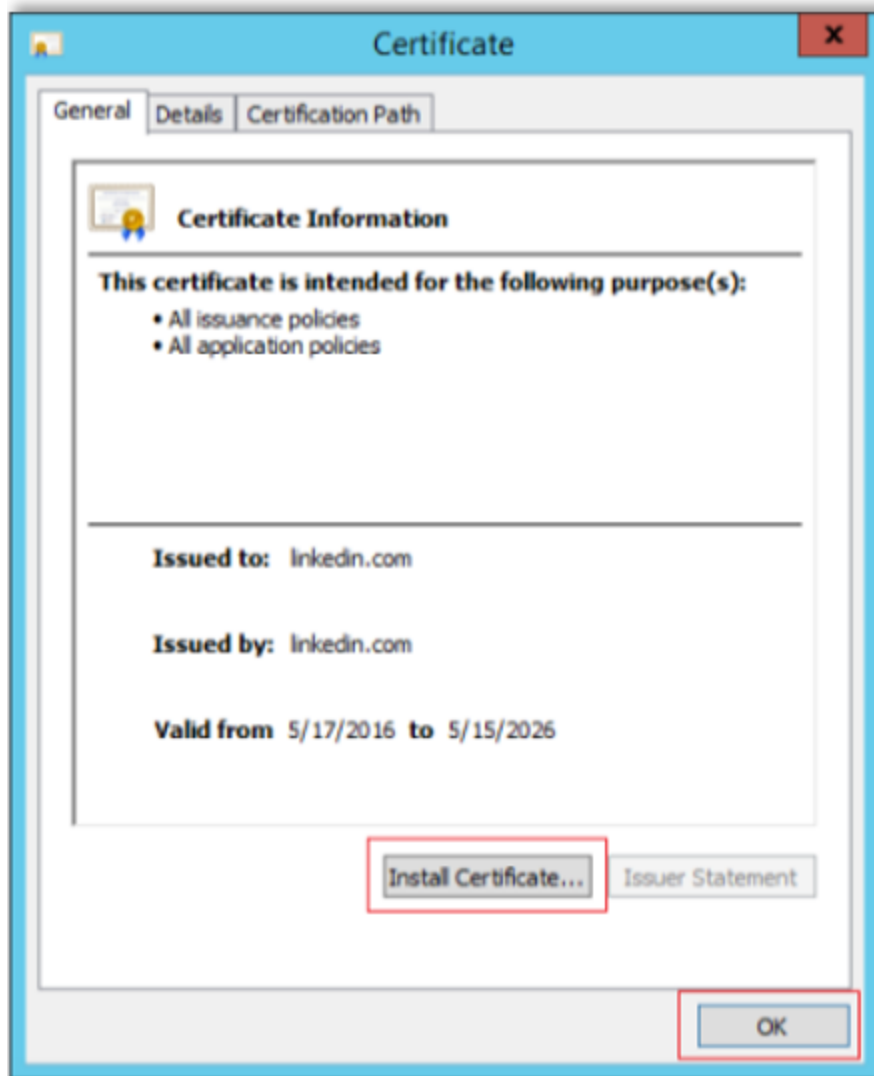 Certificate
x
General Details Certification Path
Certificate Information
This certificate is intended for the following purpose(s):
• All issuance policies
• All application policies
Issued to: linkedin.com
Issued by: linkedin.com
Valid from 5/17/2016 to 5/15/2026
Install Certificate... Issuer Statement
OK